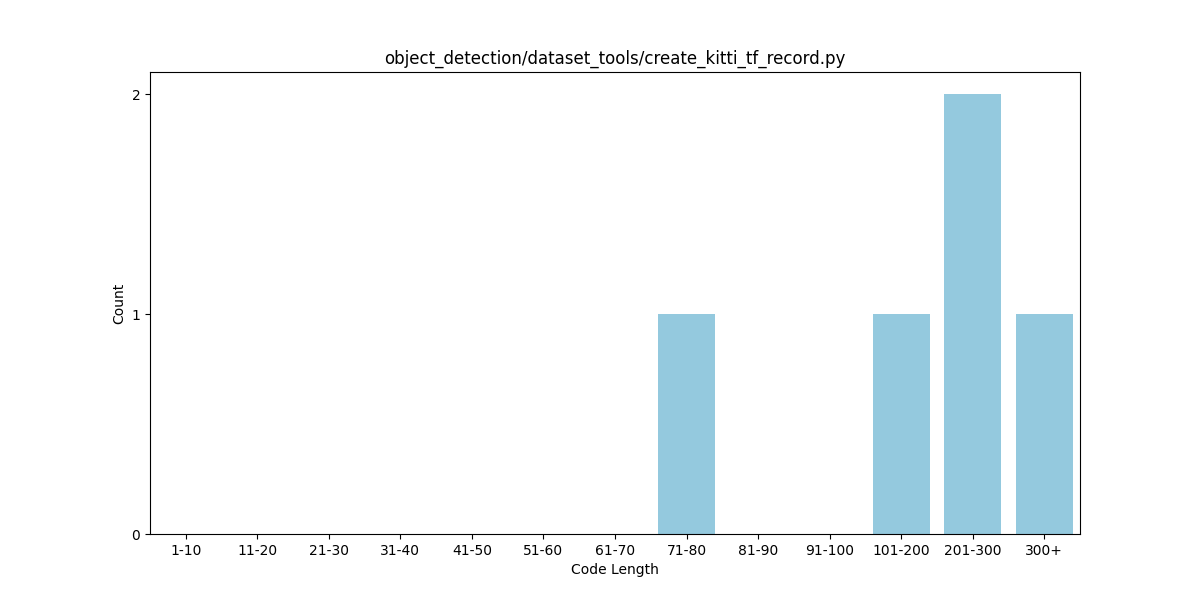 object_detection/dataset_tools/create_kitti_tf_record.py
2
1
0
Count
1-10 11-20 21-30 31-40 41-50 51-60 61-70 71-80 81-90 91-100 101-200 201-300 300+
Code Length